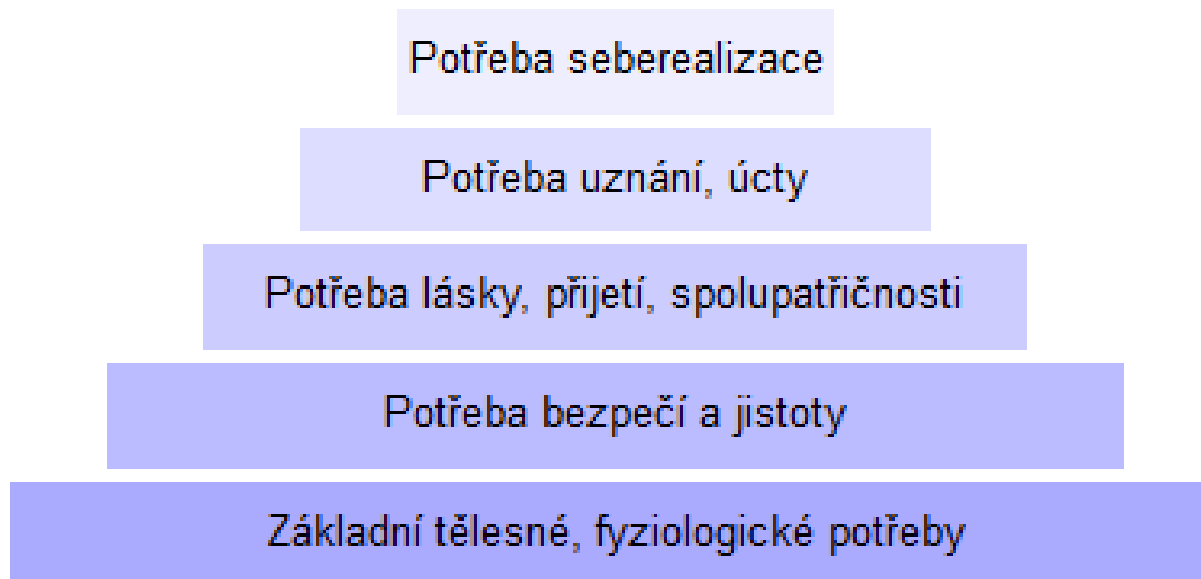 Potřeba seberealizace
Potřeba uznání, úcty
Potřeba lásky, přijetí, spolupatřičnosti
Potřeba bezpečí a jistoty
Základní tělesné, fyziologické potřeby